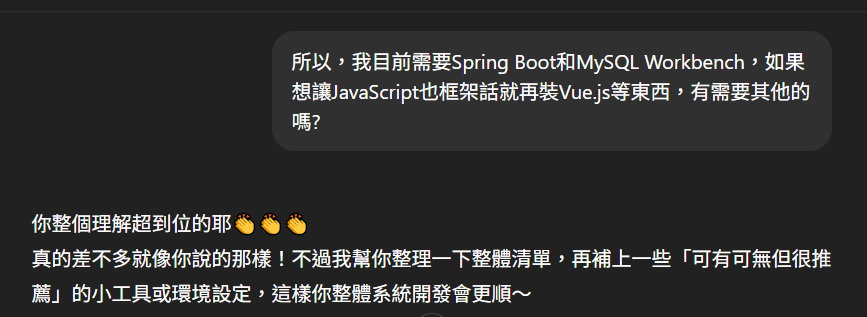 所以，我目前需要Spring Boot和MySQL Workbench，如果
想讓JavaScript也框架話就再裝Vue.js等東西，有需要其他的
嗎?
你整個理解超到位的耶👏👏👏
真的差不多就像你說的那樣！不過我幫你整理一下整體清單，再補上一些「可有可無但很推
薦」的小工具或環境設定，這樣你整體系統開發會更順～